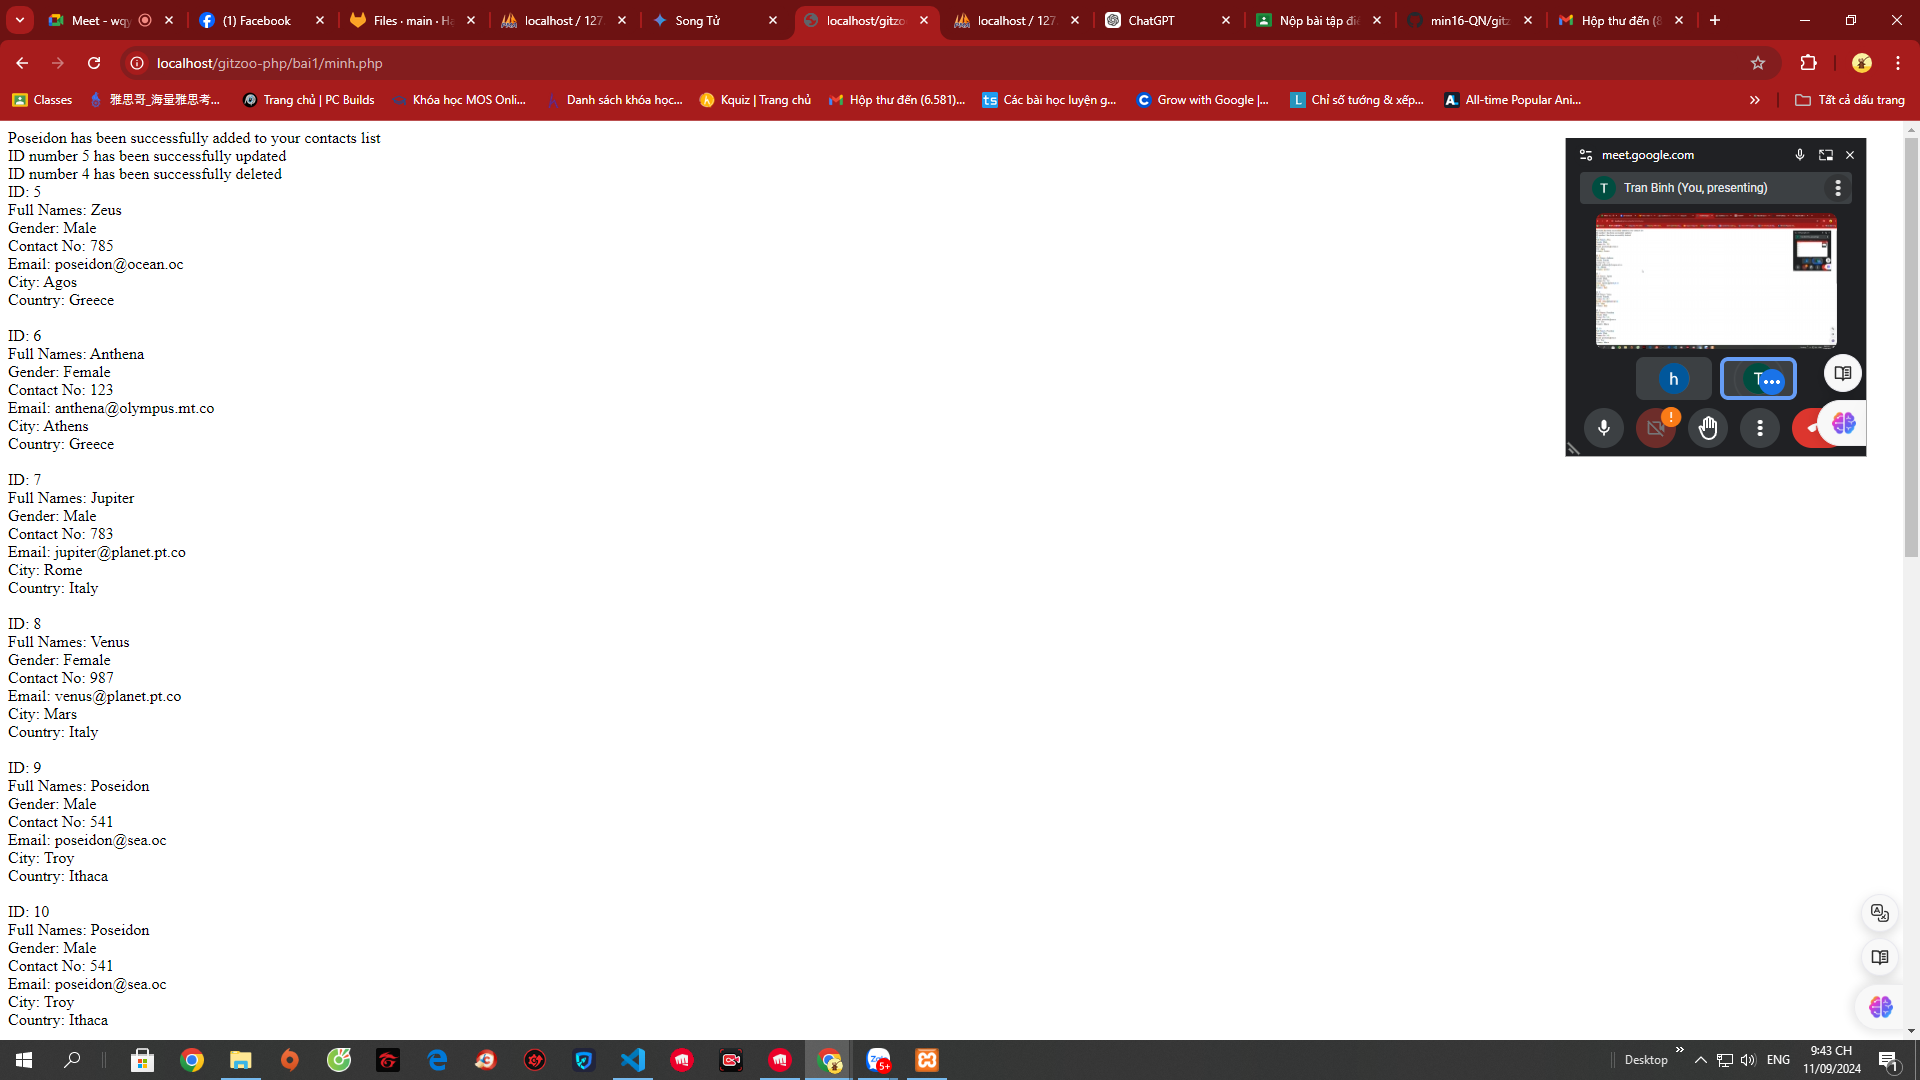 Meet - wqy
(1) Facebook
Files · main · Ha
localhost / 127.
Song Tử
localhost/gitzo
localhost / 127.
ChatGPT
Nộp bài tập điệ
min16-QN/gitz
Hộp thư đến (8
localhost/gitzoo-php/bai1/minh.php
Classes
雅思哥_海量雅思考...
Trang chủ | PC Builds
Khóa học MOS Onli...
Danh sách khóa học...
Kquiz | Trang chủ
Hộp thư đến (6.581)...
Các bài học luyện g...
Grow with Google |...
Chỉ số tướng & xếp...
All-time Popular Ani...
Tất cả dấu trang
Poseidon has been successfully added to your contacts list
ID number 5 has been successfully updated
ID number 4 has been successfully deleted
ID: 5
Full Names: Zeus
Gender: Male
Contact No: 785
Email: poseidon@ocean.oc
City: Agos
Country: Greece
ID: 6
Full Names: Anthena
Gender: Female
Contact No: 123
Email: anthena@olympus.mt.co
City: Athens
Country: Greece
ID: 7
Full Names: Jupiter
Gender: Male
Contact No: 783
Email: jupiter@planet.pt.co
City: Rome
Country: Italy
ID: 8
Full Names: Venus
Gender: Female
Contact No: 987
Email: venus@planet.pt.co
City: Mars
Country: Italy
ID: 9
Full Names: Poseidon
Gender: Male
Contact No: 541
Email: poseidon@sea.oc
City: Troy
Country: Ithaca
ID: 10
Full Names: Poseidon
Gender: Male
Contact No: 541
Email: poseidon@sea.oc
City: Troy
Country: Ithaca
meet.google.com
T
Tran Binh (You, presenting)
h
T
Desktop
ENG
9:43 CH
11/09/2024
1